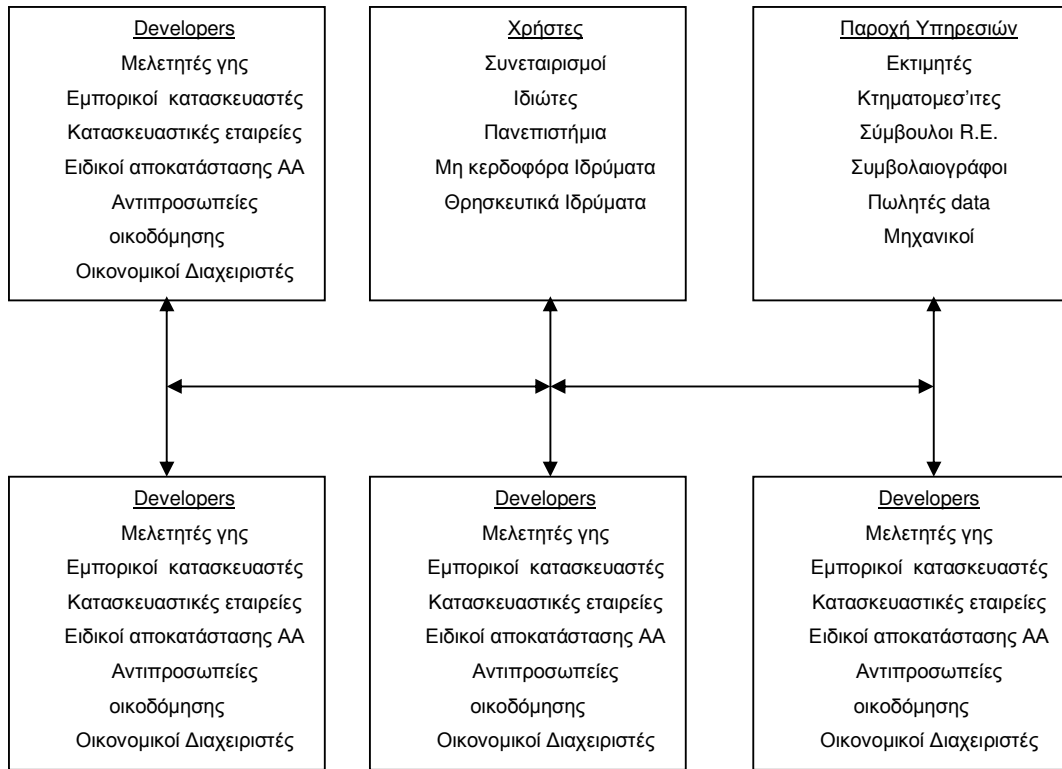 Developers
Μελετητές γης
Εμπορικοί κατασκευαστές
Κατασκευαστικές εταιρείες
Ειδικοί αποκατάστασης ΑΑ
Αντιπροσωπείες
οικοδόμησης
Οικονομικοί Διαχειριστές
Χρήστες
Συνεταιρισμοί
Ιδιώτες
Πανεπιστήμια
Μη κερδοφόρα Ιδρύματα
Θρησκευτικά Ιδρύματα
Παροχή Υπηρεσιών
Εκτιμητές
Κτηματομεσ'ιτες
Σύμβουλοι R.E.
Συμβολαιογράφοι
Πωλητές data
Μηχανικοί
Developers
Μελετητές γης
Εμπορικοί κατασκευαστές
Κατασκευαστικές εταιρείες
Ειδικοί αποκατάστασης ΑΑ
Αντιπροσωπείες
οικοδόμησης
Οικονομικοί Διαχειριστές
Developers
Μελετητές γης
Εμπορικοί κατασκευαστές
Κατασκευαστικές εταιρείες
Ειδικοί αποκατάστασης ΑΑ
Αντιπροσωπείες
οικοδόμησης
Οικονομικοί Διαχειριστές
Developers
Μελετητές γης
Εμπορικοί κατασκευαστές
Κατασκευαστικές εταιρείες
Ειδικοί αποκατάστασης ΑΑ
Αντιπροσωπείες
οικοδόμησης
Οικονομικοί Διαχειριστές